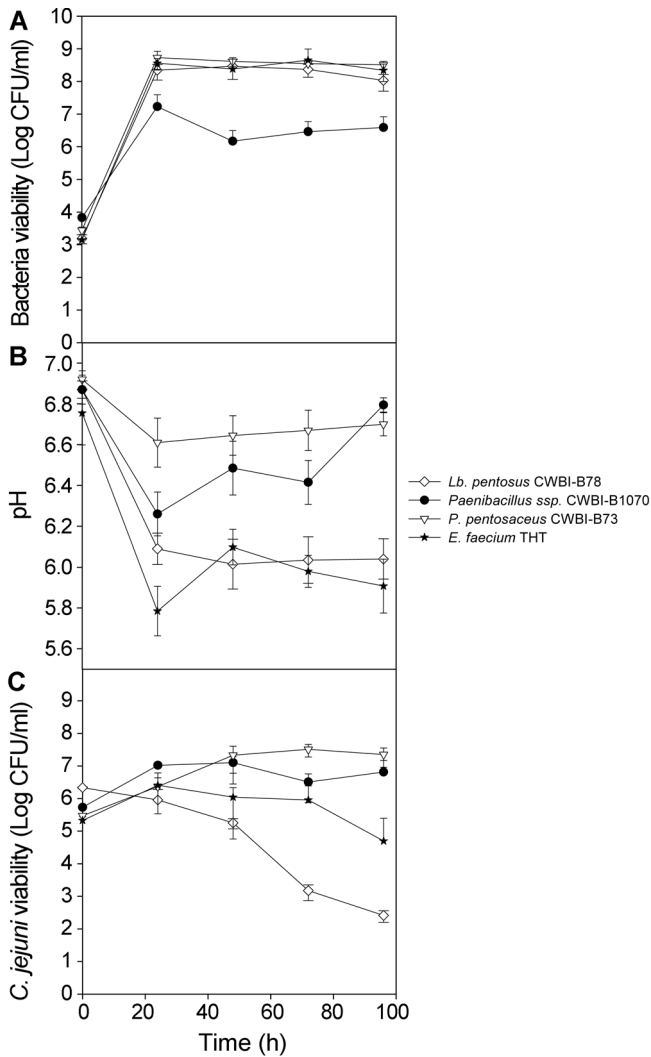 A
Bacteria viability (Log CFU/ml)
10
9
8
7
6
5
4
3
2
1
0
B
pH
7.0
6.8
6.6
6.4
6.2
6.0
5.8
5.6
Lb. pentosus CWBI-B78
Paenibacillus ssp. CWBI-B1070
P. pentosaceus CWBI-B73
E. faecium THT
C
C. jejuni viability (Log CFU/ml)
9
8
7
6
5
4
3
2
1
0
0 20 40 60 80 100
Time (h)